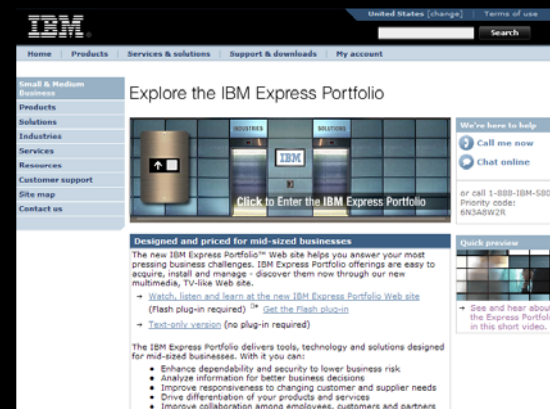 IBM
United States [change] | Terms of use
Search
Home | Products | Services & solutions | Support & downloads | My account
Small & Medium
Business
Products
Solutions
Industries
Services
Resources
Customer support
Site map
Contact us
Explore the IBM Express Portfolio
INDUSTRIES
SOLUTIONS
IBM
Click to Enter the IBM Express Portfolio
Designed and priced for mid-sized businesses
The new IBM Express Portfolio™ Web site helps you answer your most
pressing business challenges. IBM Express Portfolio offerings are easy to
acquire, install and manage - discover them now through our new
multimedia, TV-like Web site.
→ Watch, listen and learn at the new IBM Express Portfolio Web site
(Flash plug-in required) Get the Flash plug-in
→ Text-only version (no plug-in required)
The IBM Express Portfolio delivers tools, technology and solutions designed
for mid-sized businesses. With it you can:
• Enhance dependability and security to lower business risk
• Analyze information for better business decisions
• Improve responsiveness to changing customer and supplier needs
• Drive differentiation of your products and services
• Improve collaboration among employees, customers and partners
We're here to help
Call me now
Chat online
or call 1-888-IBM-580
Priority code:
6N3A8W2R
Quick preview
→ See and hear abou
the Express Portfoli
in this short video.